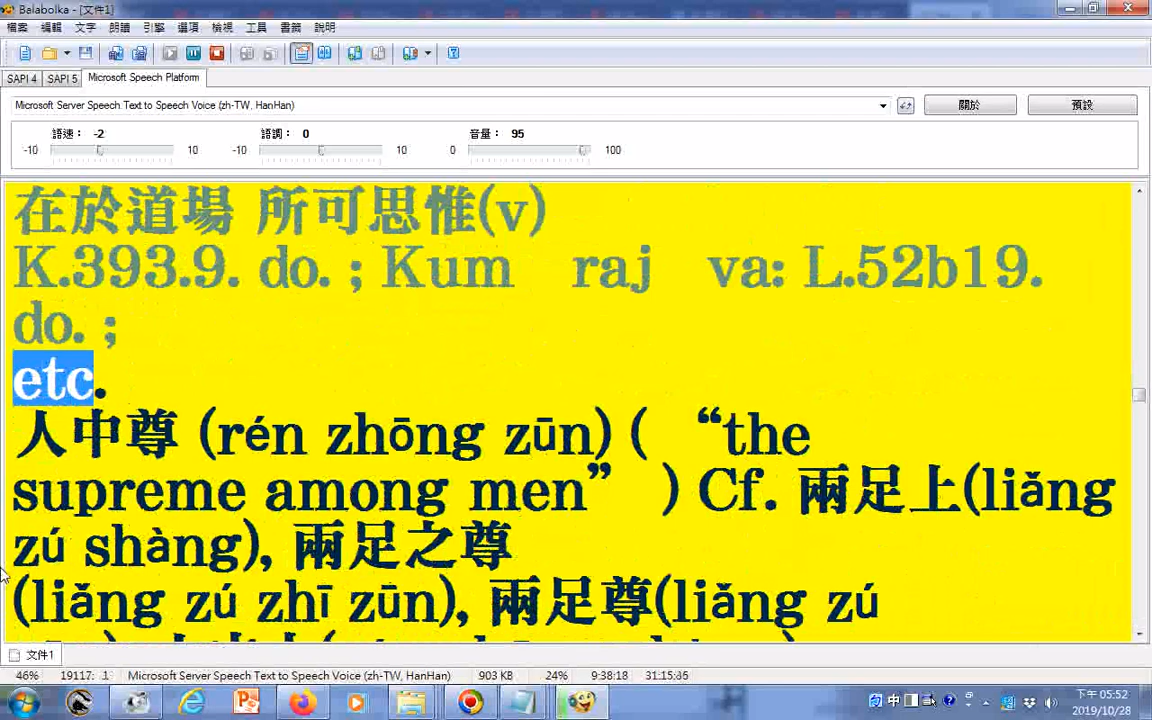 Balabolka - [文件1]
檔案 編輯 文字 朗讀 引擎 選項 檢視 工具 書籤 說明
SAPI 4 SAPI 5 Microsoft Speech Platform
Microsoft Server Speech Text to Speech Voice (zh-TW, HanHan) 關於 預設
語速： -2 語調： 0 音量： 95
-10 10 -10 10 0 100
在於道場 所可思惟(v)
K.393.9. do. ; Kum raj va: L.52b19.
do. ;
etc.
人中尊 (rén zhōng zūn) ( “the
supreme among men” ) Cf. 兩足上(liǎng
zú shàng), 兩足之尊
(liǎng zú zhī zūn), 兩足尊(liǎng zú
文件1
46% 19117: 1 Microsoft Server Speech Text to Speech Voice (zh-TW, HanHan) 903 KB 24% 9:38:18 31:15:35
中 下午 05:52
2019/10/28